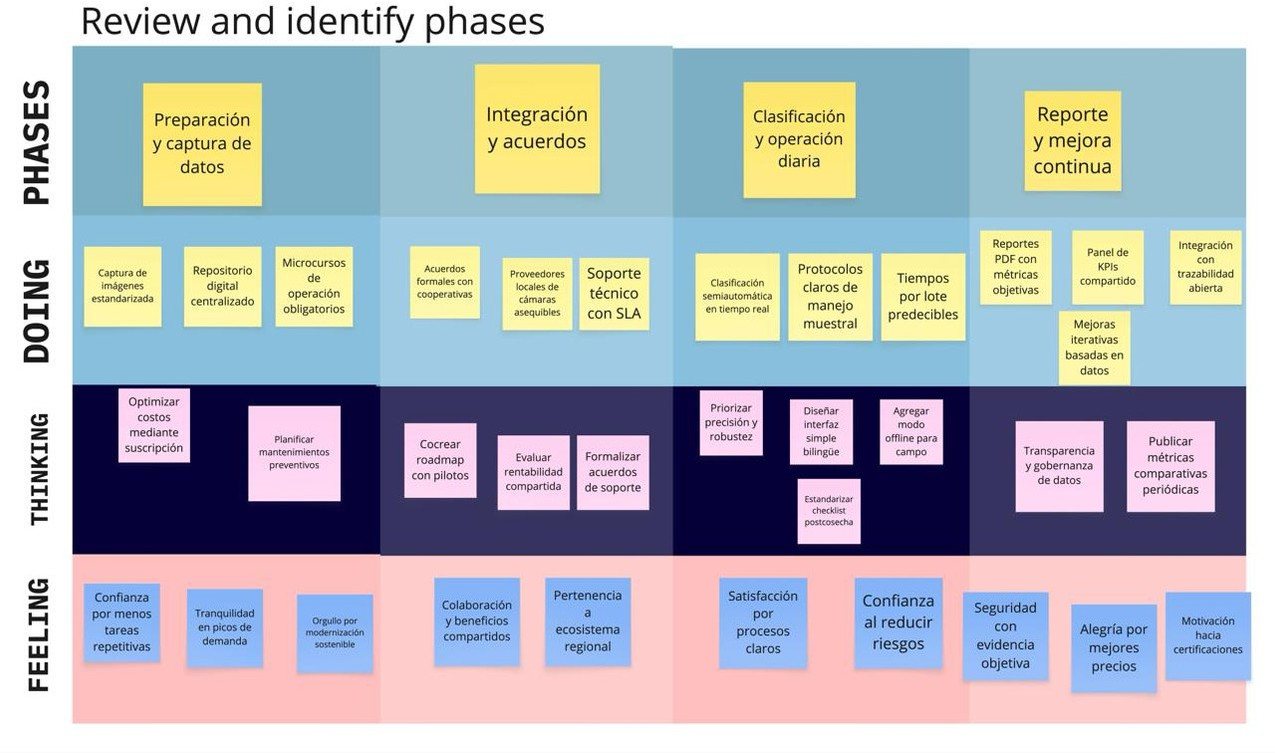 Review and identify phases
PHASES
Preparación
y captura de
datos
Integración
y acuerdos
Clasificación
y operación
diaria
Reporte
y mejora
continua
DOING
Captura de
imágenes
estandarizada
Repositorio
digital
centralizado
Microcursos
de
operación
obligatorios
Acuerdos
formales con
cooperativas
Proveedores
locales de
cámaras
asequibles
Soporte
técnico
con SLA
Clasificación
semiautomática
en tiempo real
Protocolos
claros de
manejo
muestral
Tiempos
por lote
predecibles
Reportes
PDF con
métricas
objetivas
Panel de
KPIs
compartido
Integración
con
trazabilidad
abierta
Mejoras
iterativas
basadas en
datos
THINKING
Optimizar
costos
mediante
suscripción
Planificar
mantenimientos
preventivos
Cocrear
roadmap
con pilotos
Evaluar
rentabilidad
compartida
Formalizar
acuerdos
de soporte
Priorizar
precisión y
robustez
Diseñar
interfaz
simple
bilingüe
Agregar
modo
offline para
campo
Estandarizar
checklist
postcosecha
Transparencia
y gobernanza
de datos
Publicar
métricas
comparativas
periódicas
FEELING
Confianza
por menos
tareas
repetitivas
Tranquilidad
en picos de
demanda
Orgullo por
modernización
sostenible
Colaboración
y beneficios
compartidos
Pertenencia
a
ecosistema
regional
Satisfacción
por
procesos
claros
Confianza
al reducir
riesgos
Seguridad
con
evidencia
objetiva
Alegría por
mejores
precios
Motivación
hacia
certificaciones